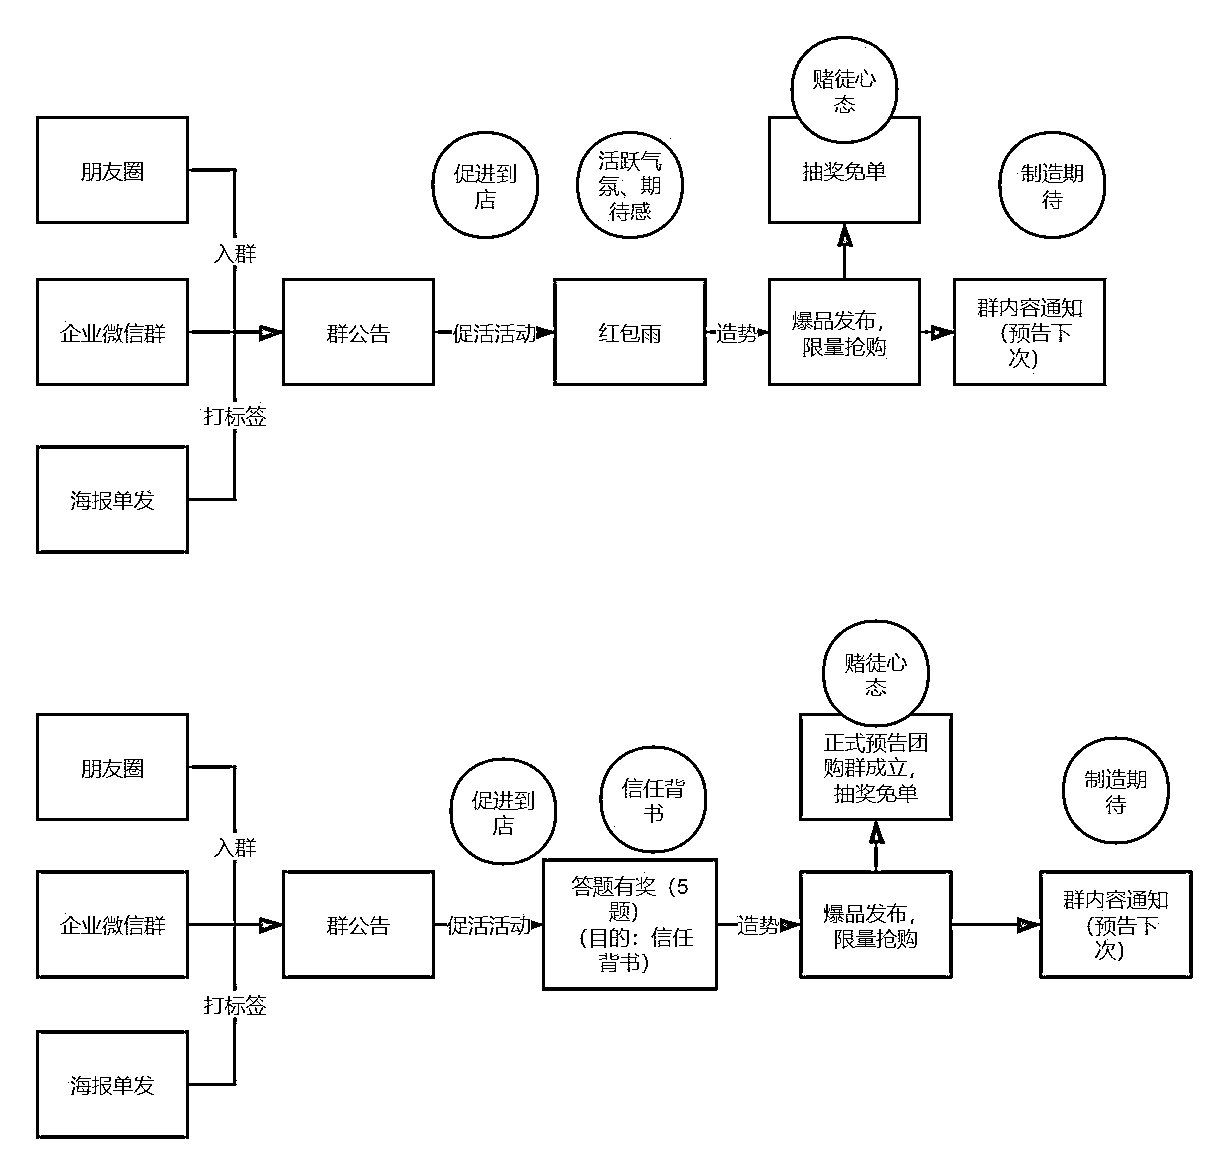 赌徒心
态
朋友圈
促进到
店
活跃气
氛、期
待感
抽奖免单
制造期
待
入群
企业微信群
群公告
促活活动
红包雨
造势
爆品发布，
限量抢购
群内容通知
（预告下
次）
打标签
海报单发
赌徒心
态
朋友圈
促进到
店
信任背
书
正式预告团
购群成立，
抽奖免单
制造期
待
入群
企业微信群
群公告
促活活动
答题有奖（5
题）
（目的：信任
背书）
造势
爆品发布，
限量抢购
群内容通知
（预告下
次）
打标签
海报单发